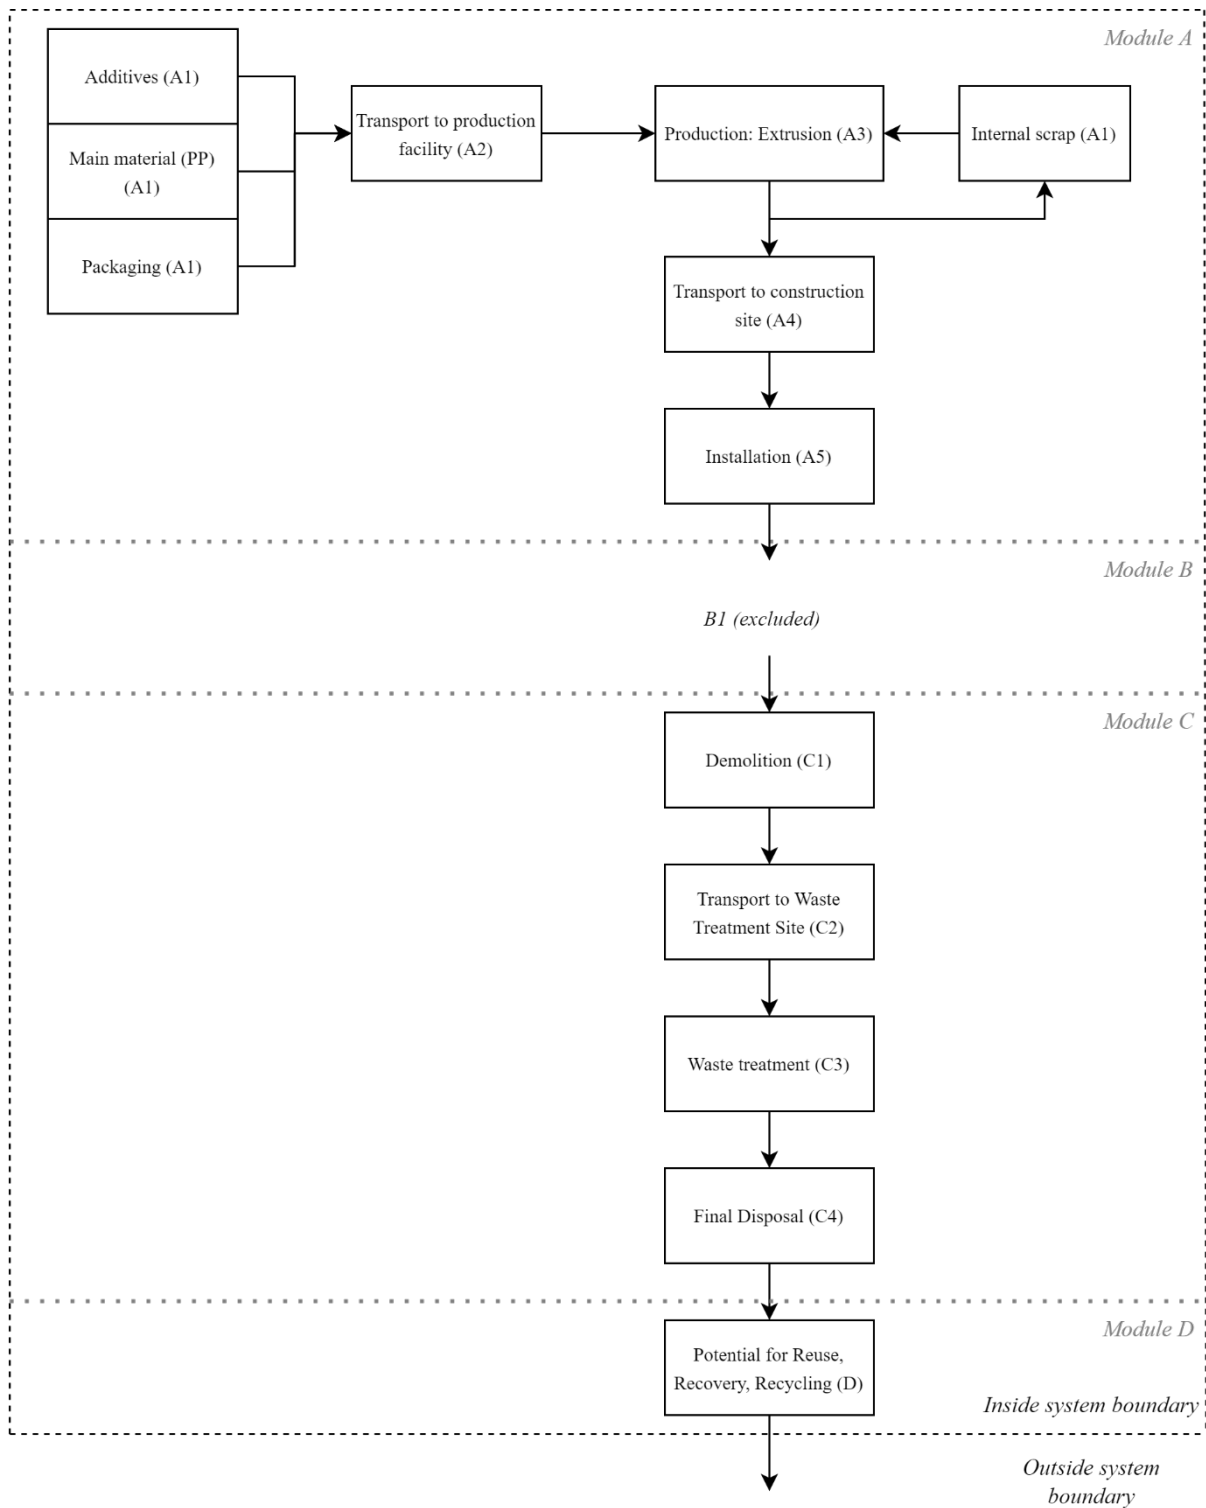 Module A
Additives (A1)
Main material (PP)
(A1)
Packaging (A1)
Transport to production
facility (A2)
Production: Extrusion (A3)
Internal scrap (A1)
Transport to construction
site (A4)
Installation (A5)
Module B
B1 (excluded)
Module C
Demolition (C1)
Transport to Waste
Treatment Site (C2)
Waste treatment (C3)
Final Disposal (C4)
Module D
Potential for Reuse,
Recovery, Recycling (D)
Inside system boundary
Outside system
boundary